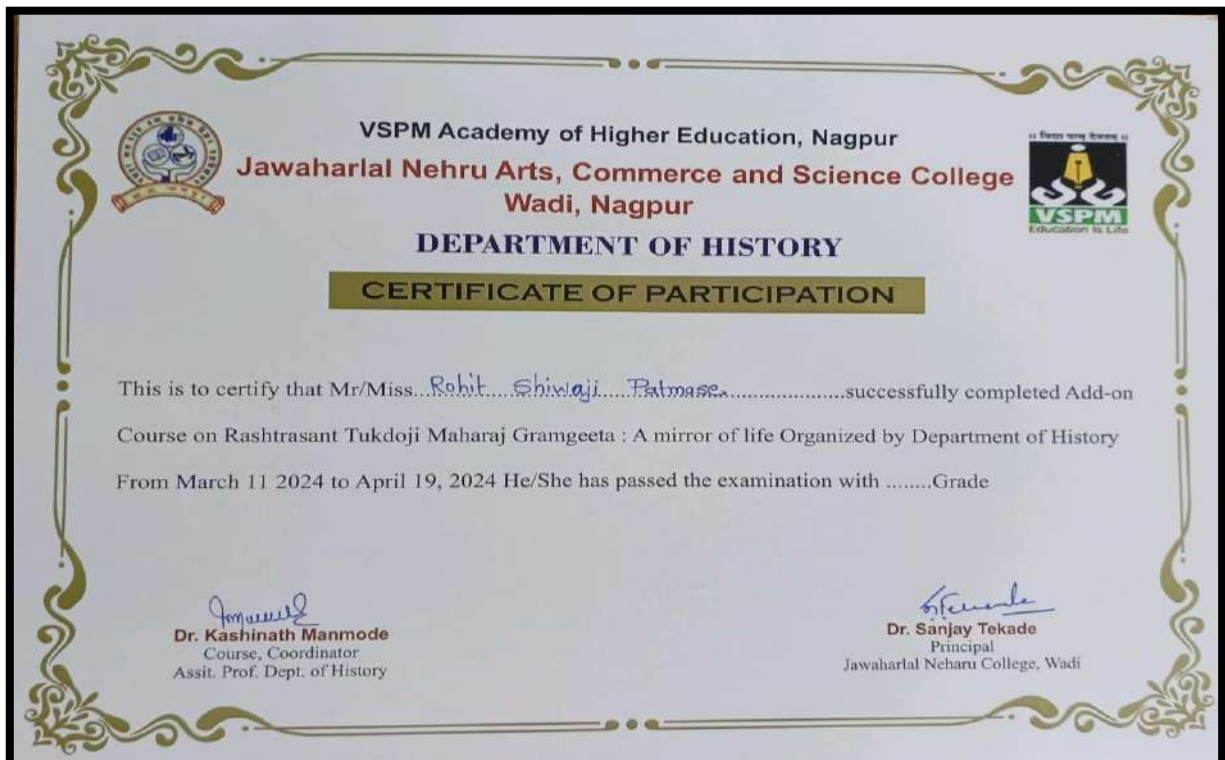 VSPM Academy of Higher Education, Nagpur
Jawaharlal Nehru Arts, Commerce and Science College
Wadi, Nagpur
DEPARTMENT OF HISTORY
CERTIFICATE OF PARTICIPATION
VSPM
Education is Life
This is to certify that Mr/Miss...Rohit....Shiwaji....Patmase......................successfully completed Add-on
Course on Rashtrasant Tukdoji Maharaj Gramgeeta : A mirror of life Organized by Department of History
From March 11 2024 to April 19, 2024 He/She has passed the examination with ........Grade
Dr. Kashinath Manmode
Course, Coordinator
Assit. Prof. Dept. of History
Dr. Sanjay Tekade
Principal
Jawaharlal Neharu College, Wadi